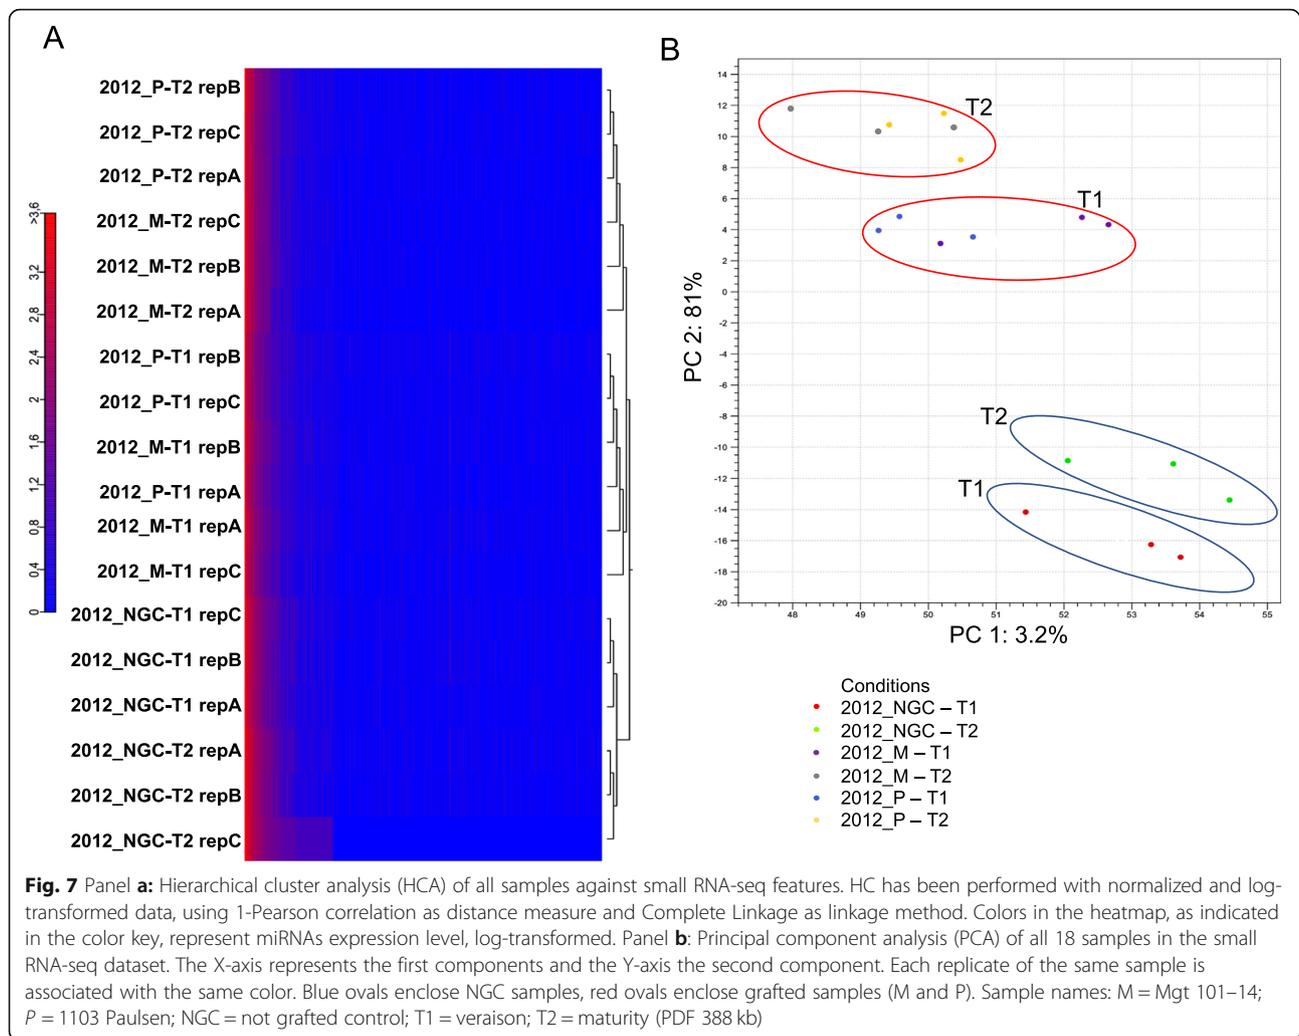 A
2012_P-T2 repB
2012_P-T2 repC
2012_P-T2 repA
2012_M-T2 repC
2012_M-T2 repB
2012_M-T2 repA
2012_P-T1 repB
2012_P-T1 repC
2012_M-T1 repB
2012_P-T1 repA
2012_M-T1 repA
2012_M-T1 repC
2012_NGC-T1 repC
2012_NGC-T1 repB
2012_NGC-T1 repA
2012_NGC-T2 repA
2012_NGC-T2 repB
2012_NGC-T2 repC
>3,6
3,2
2,8
2,4
2
1,6
1,2
0,8
0,4
0
B
14
12
10
8
6
4
2
0
-2
-4
-6
-8
-10
-12
-14
-16
-18
-20
PC 2: 81%
T2
T1
T2
T1
48 49 50 51 52 53 54 55
PC 1: 3.2%
Conditions
2012_NGC – T1
2012_NGC – T2
2012_M – T1
2012_M – T2
2012_P – T1
2012_P – T2
Fig. 7 Panel a: Hierarchical cluster analysis (HCA) of all samples against small RNA-seq features. HC has been performed with normalized and log-
transformed data, using 1-Pearson correlation as distance measure and Complete Linkage as linkage method. Colors in the heatmap, as indicated
in the color key, represent miRNAs expression level, log-transformed. Panel b: Principal component analysis (PCA) of all 18 samples in the small
RNA-seq dataset. The X-axis represents the first components and the Y-axis the second component. Each replicate of the same sample is
associated with the same color. Blue ovals enclose NGC samples, red ovals enclose grafted samples (M and P). Sample names: M = Mgt 101–14;
P = 1103 Paulsen; NGC = not grafted control; T1 = veraison; T2 = maturity (PDF 388 kb)